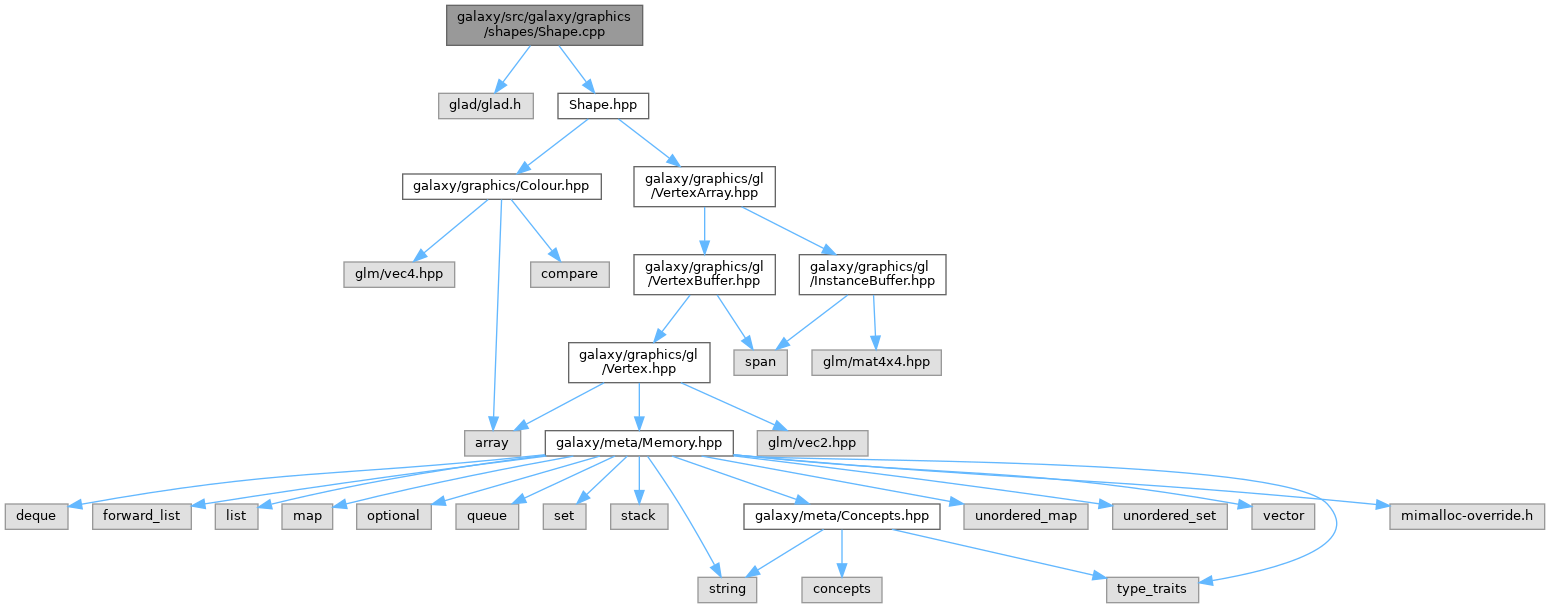 galaxy/src/galaxy/graphics
/shapes/Shape.cpp
glad/glad.h
Shape.hpp
galaxy/graphics/Colour.hpp
galaxy/graphics/gl
/VertexArray.hpp
glm/vec4.hpp
compare
galaxy/graphics/gl
/VertexBuffer.hpp
galaxy/graphics/gl
/InstanceBuffer.hpp
galaxy/graphics/gl
/Vertex.hpp
span
glm/mat4x4.hpp
array
galaxy/meta/Memory.hpp
glm/vec2.hpp
deque
forward_list
list
map
optional
queue
set
stack
galaxy/meta/Concepts.hpp
unordered_map
unordered_set
vector
mimalloc-override.h
string
concepts
type_traits